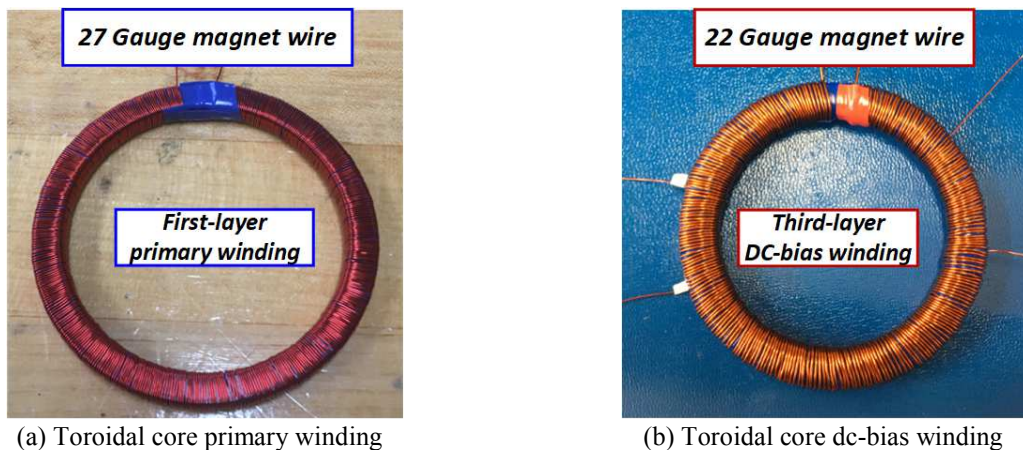 27 Gauge magnet wire
22 Gauge magnet wire
First-layer
primary winding
Third-layer
DC-bias winding
(a) Toroidal core primary winding
(b) Toroidal core dc-bias winding